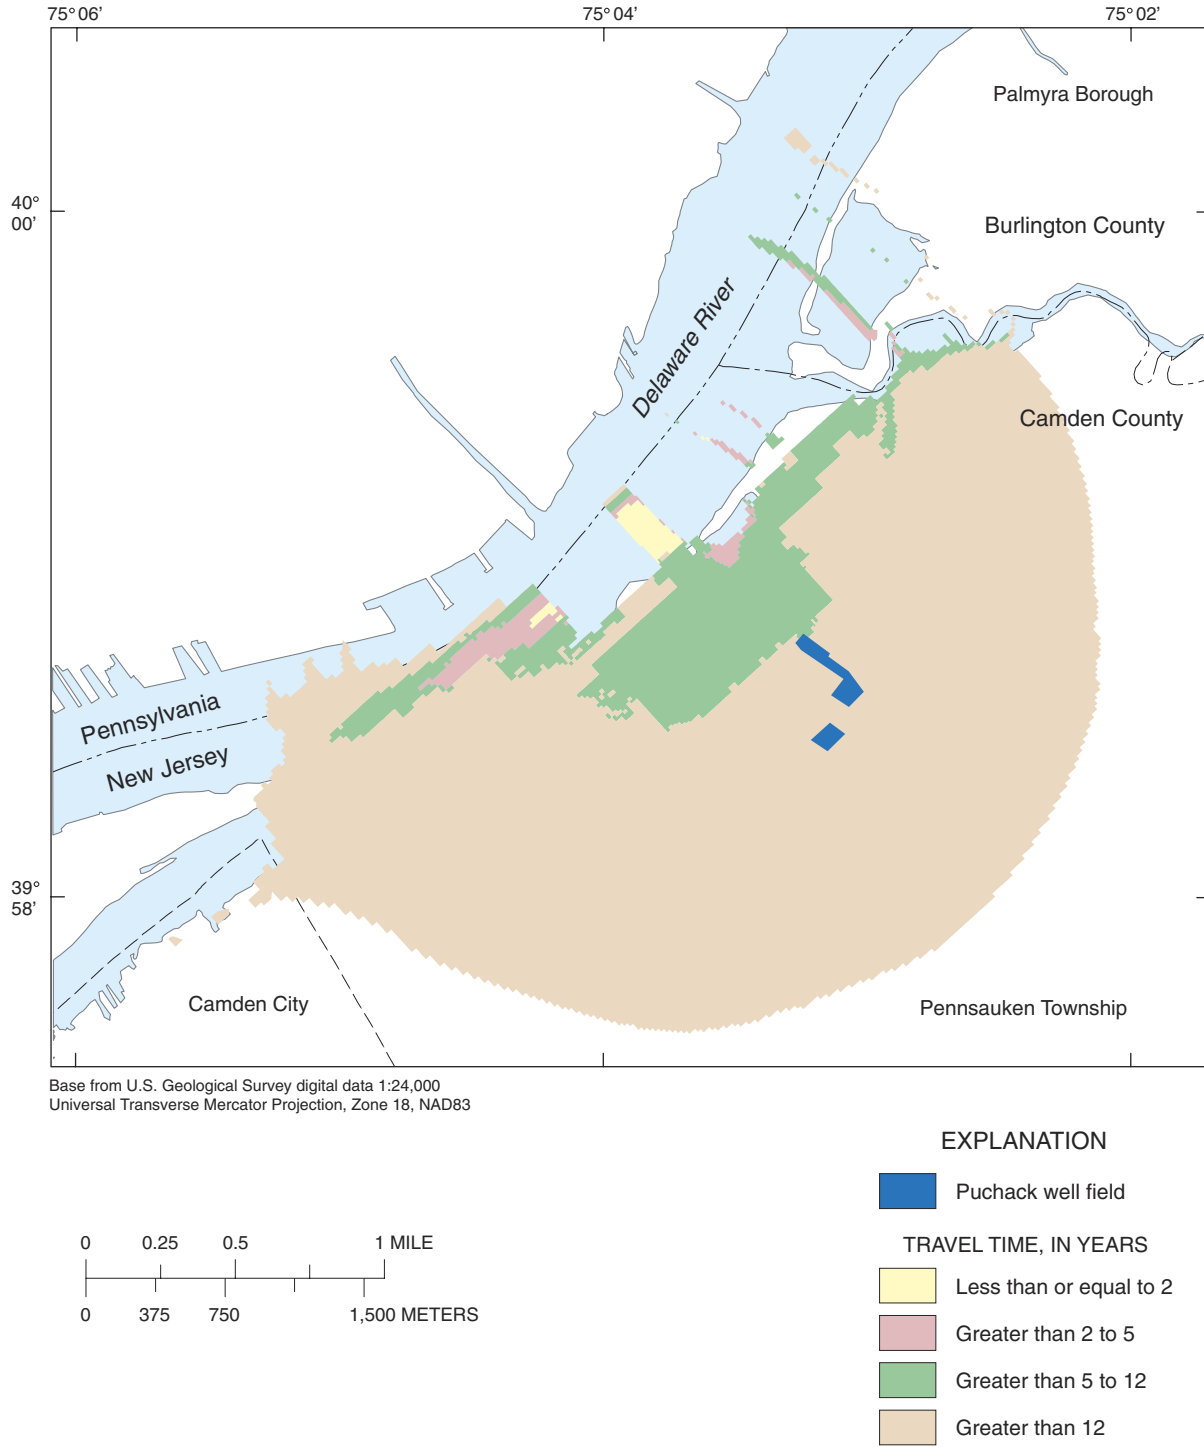 75° 06’
75° 04’
75° 02’
Palmyra Borough
40°
00’
Burlington County
Delaware River
Camden County
Pennsylvania
New Jersey
39°
58’
Camden City
Pennsauken Township
Base from U.S. Geological Survey digital data 1:24,000
Universal Transverse Mercator Projection, Zone 18, NAD83
EXPLANATION
Puchack well field
0 0.25 0.5 1 MILE
0 375 750 1,500 METERS
TRAVEL TIME, IN YEARS
Less than or equal to 2
Greater than 2 to 5
Greater than 5 to 12
Greater than 12